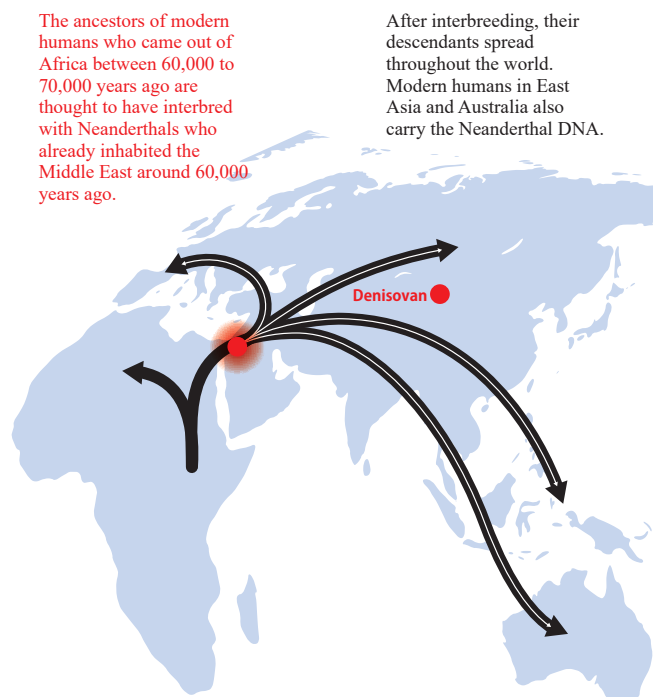 The ancestors of modern
humans who came out of
Africa between 60,000 to
70,000 years ago are
thought to have interbred
with Neanderthals who
already inhabited the
Middle East around 60,000
years ago.
After interbreeding, their
descendants spread
throughout the world.
Modern humans in East
Asia and Australia also
carry the Neanderthal DNA.
Denisovan